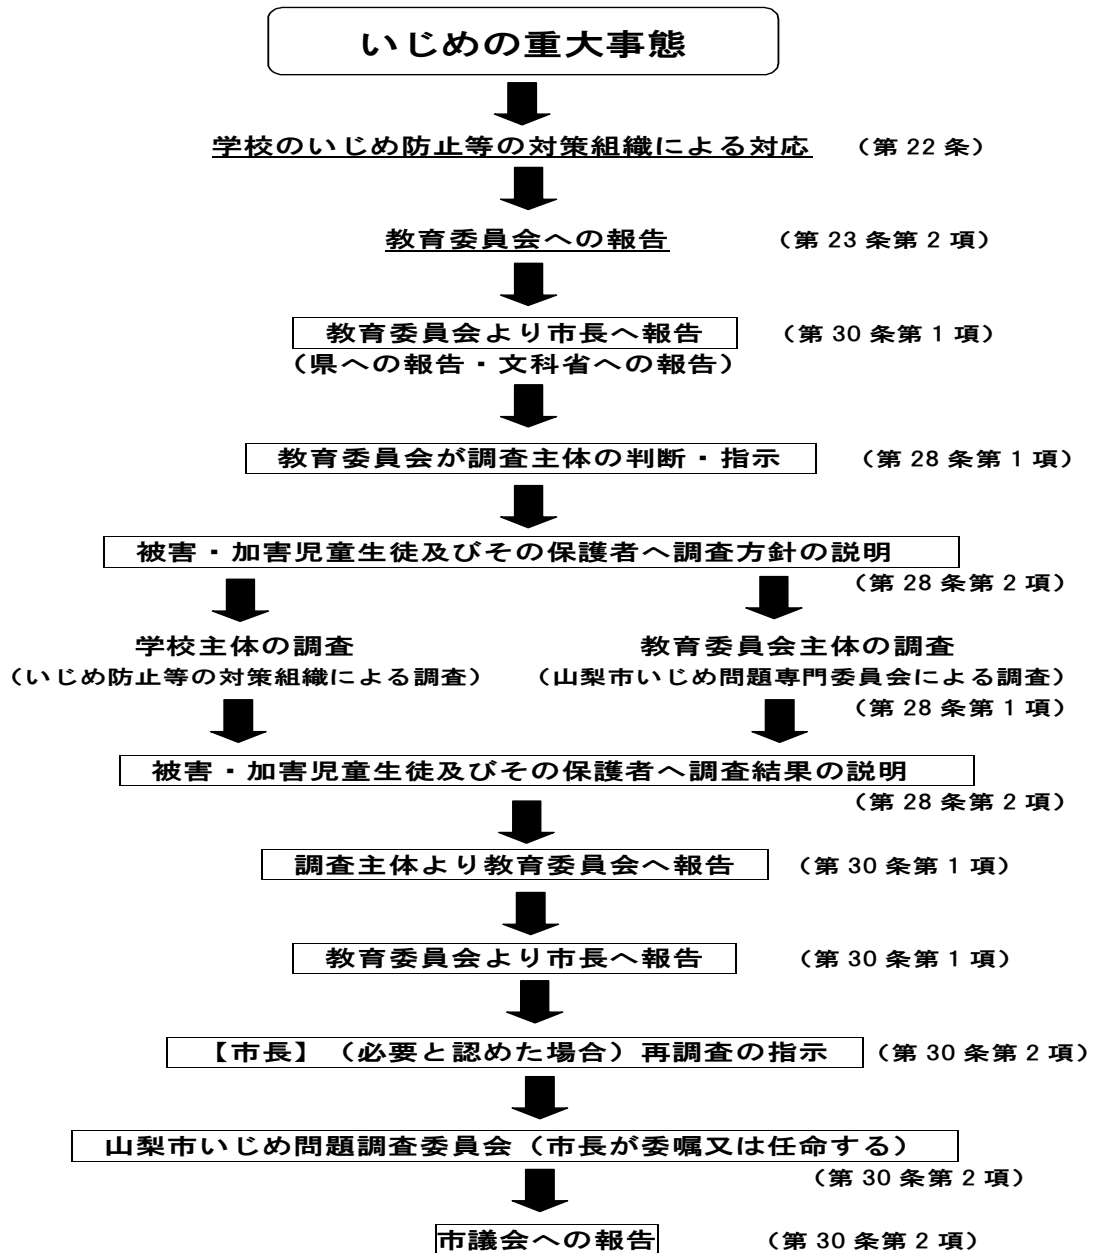 いじめの重大事態
学校のいじめ防止等の対策組織による対応 （第 22 条）
教育委員会への報告 （第 23 条第 2 項）
教育委員会より市長へ報告 （第 30 条第 1 項）
（県への報告・文科省への報告）
教育委員会が調査主体の判断・指示 （第 28 条第 1 項）
被害・加害児童生徒及びその保護者へ調査方針の説明
（第 28 条第 2 項）
学校主体の調査 教育委員会主体の調査
（いじめ防止等の対策組織による調査） （山梨市いじめ問題専門委員会による調査）
（第 28 条第 1 項）
被害・加害児童生徒及びその保護者へ調査結果の説明
（第 28 条第 2 項）
調査主体より教育委員会へ報告 （第 30 条第 1 項）
教育委員会より市長へ報告 （第 30 条第 1 項）
【市長】（必要と認めた場合）再調査の指示 （第 30 条第 2 項）
山梨市いじめ問題調査委員会（市長が委嘱又は任命する）
（第 30 条第 2 項）
市議会への報告 （第 30 条第 2 項）